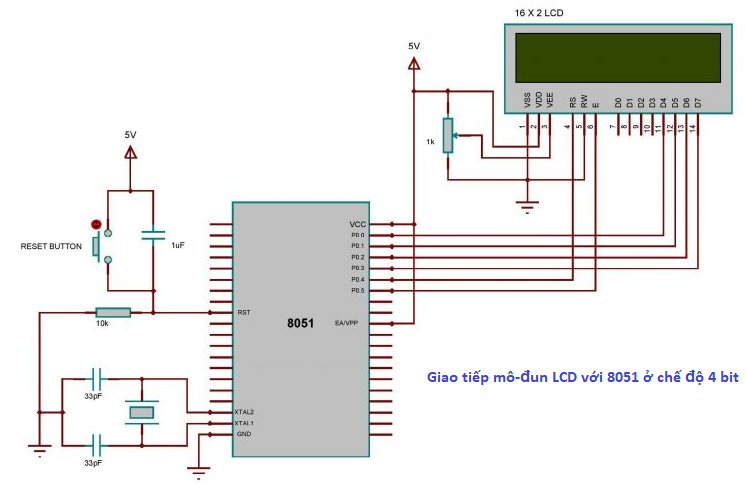 16 X 2 LCD
VSS
VDD
VEE
RS
RW
E
D0
D1
D2
D3
D4
D5
D6
D7
1
2
3
4
5
6
7
8
9
10
11
12
13
14
5V
1k
5V
RESET BUTTON
1uF
10k
33pF
33pF
8051
RST
XTAL2
XTAL1
GND
VCC
P0.0
P0.1
P0.2
P0.3
P0.4
P0.5
EA/VPP
Giao tiếp mô-đun LCD với 8051 ở chế độ 4 bit